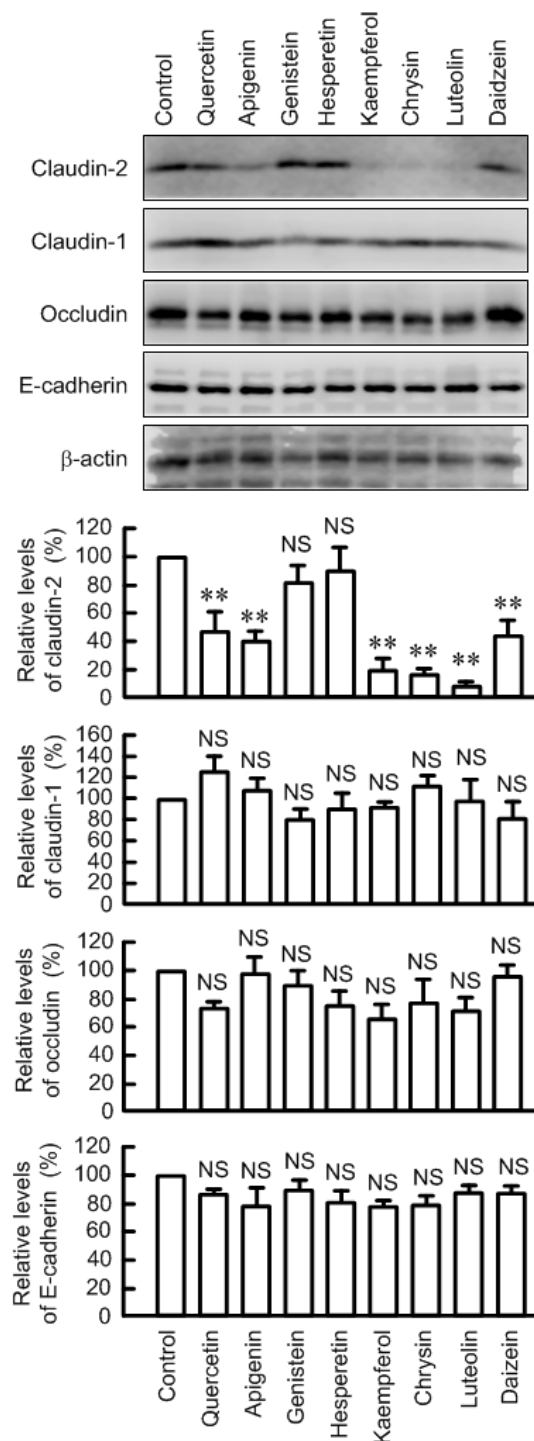 Control
Quercetin
Apigenin
Genistein
Hesperetin
Kaempferol
Chrysin
Luteolin
Daidzein
Claudin-2
Claudin-1
Occludin
E-cadherin
β-actin
Relative levels
of claudin-2 (%)
120
100
80
60
40
20
0
**
**
NS
NS
**
**
**
**
Relative levels
of claudin-1 (%)
160
140
120
100
80
60
40
20
0
NS
NS
NS
NS
NS
NS
NS
NS
Relative levels
of occludin (%)
120
100
80
60
40
20
0
NS
NS
NS
NS
NS
NS
NS
NS
Relative levels
of E-cadherin (%)
120
100
80
60
40
20
0
NS
NS
NS
NS
NS
NS
NS
NS
Control
Quercetin
Apigenin
Genistein
Hesperetin
Kaempferol
Chrysin
Luteolin
Daizein